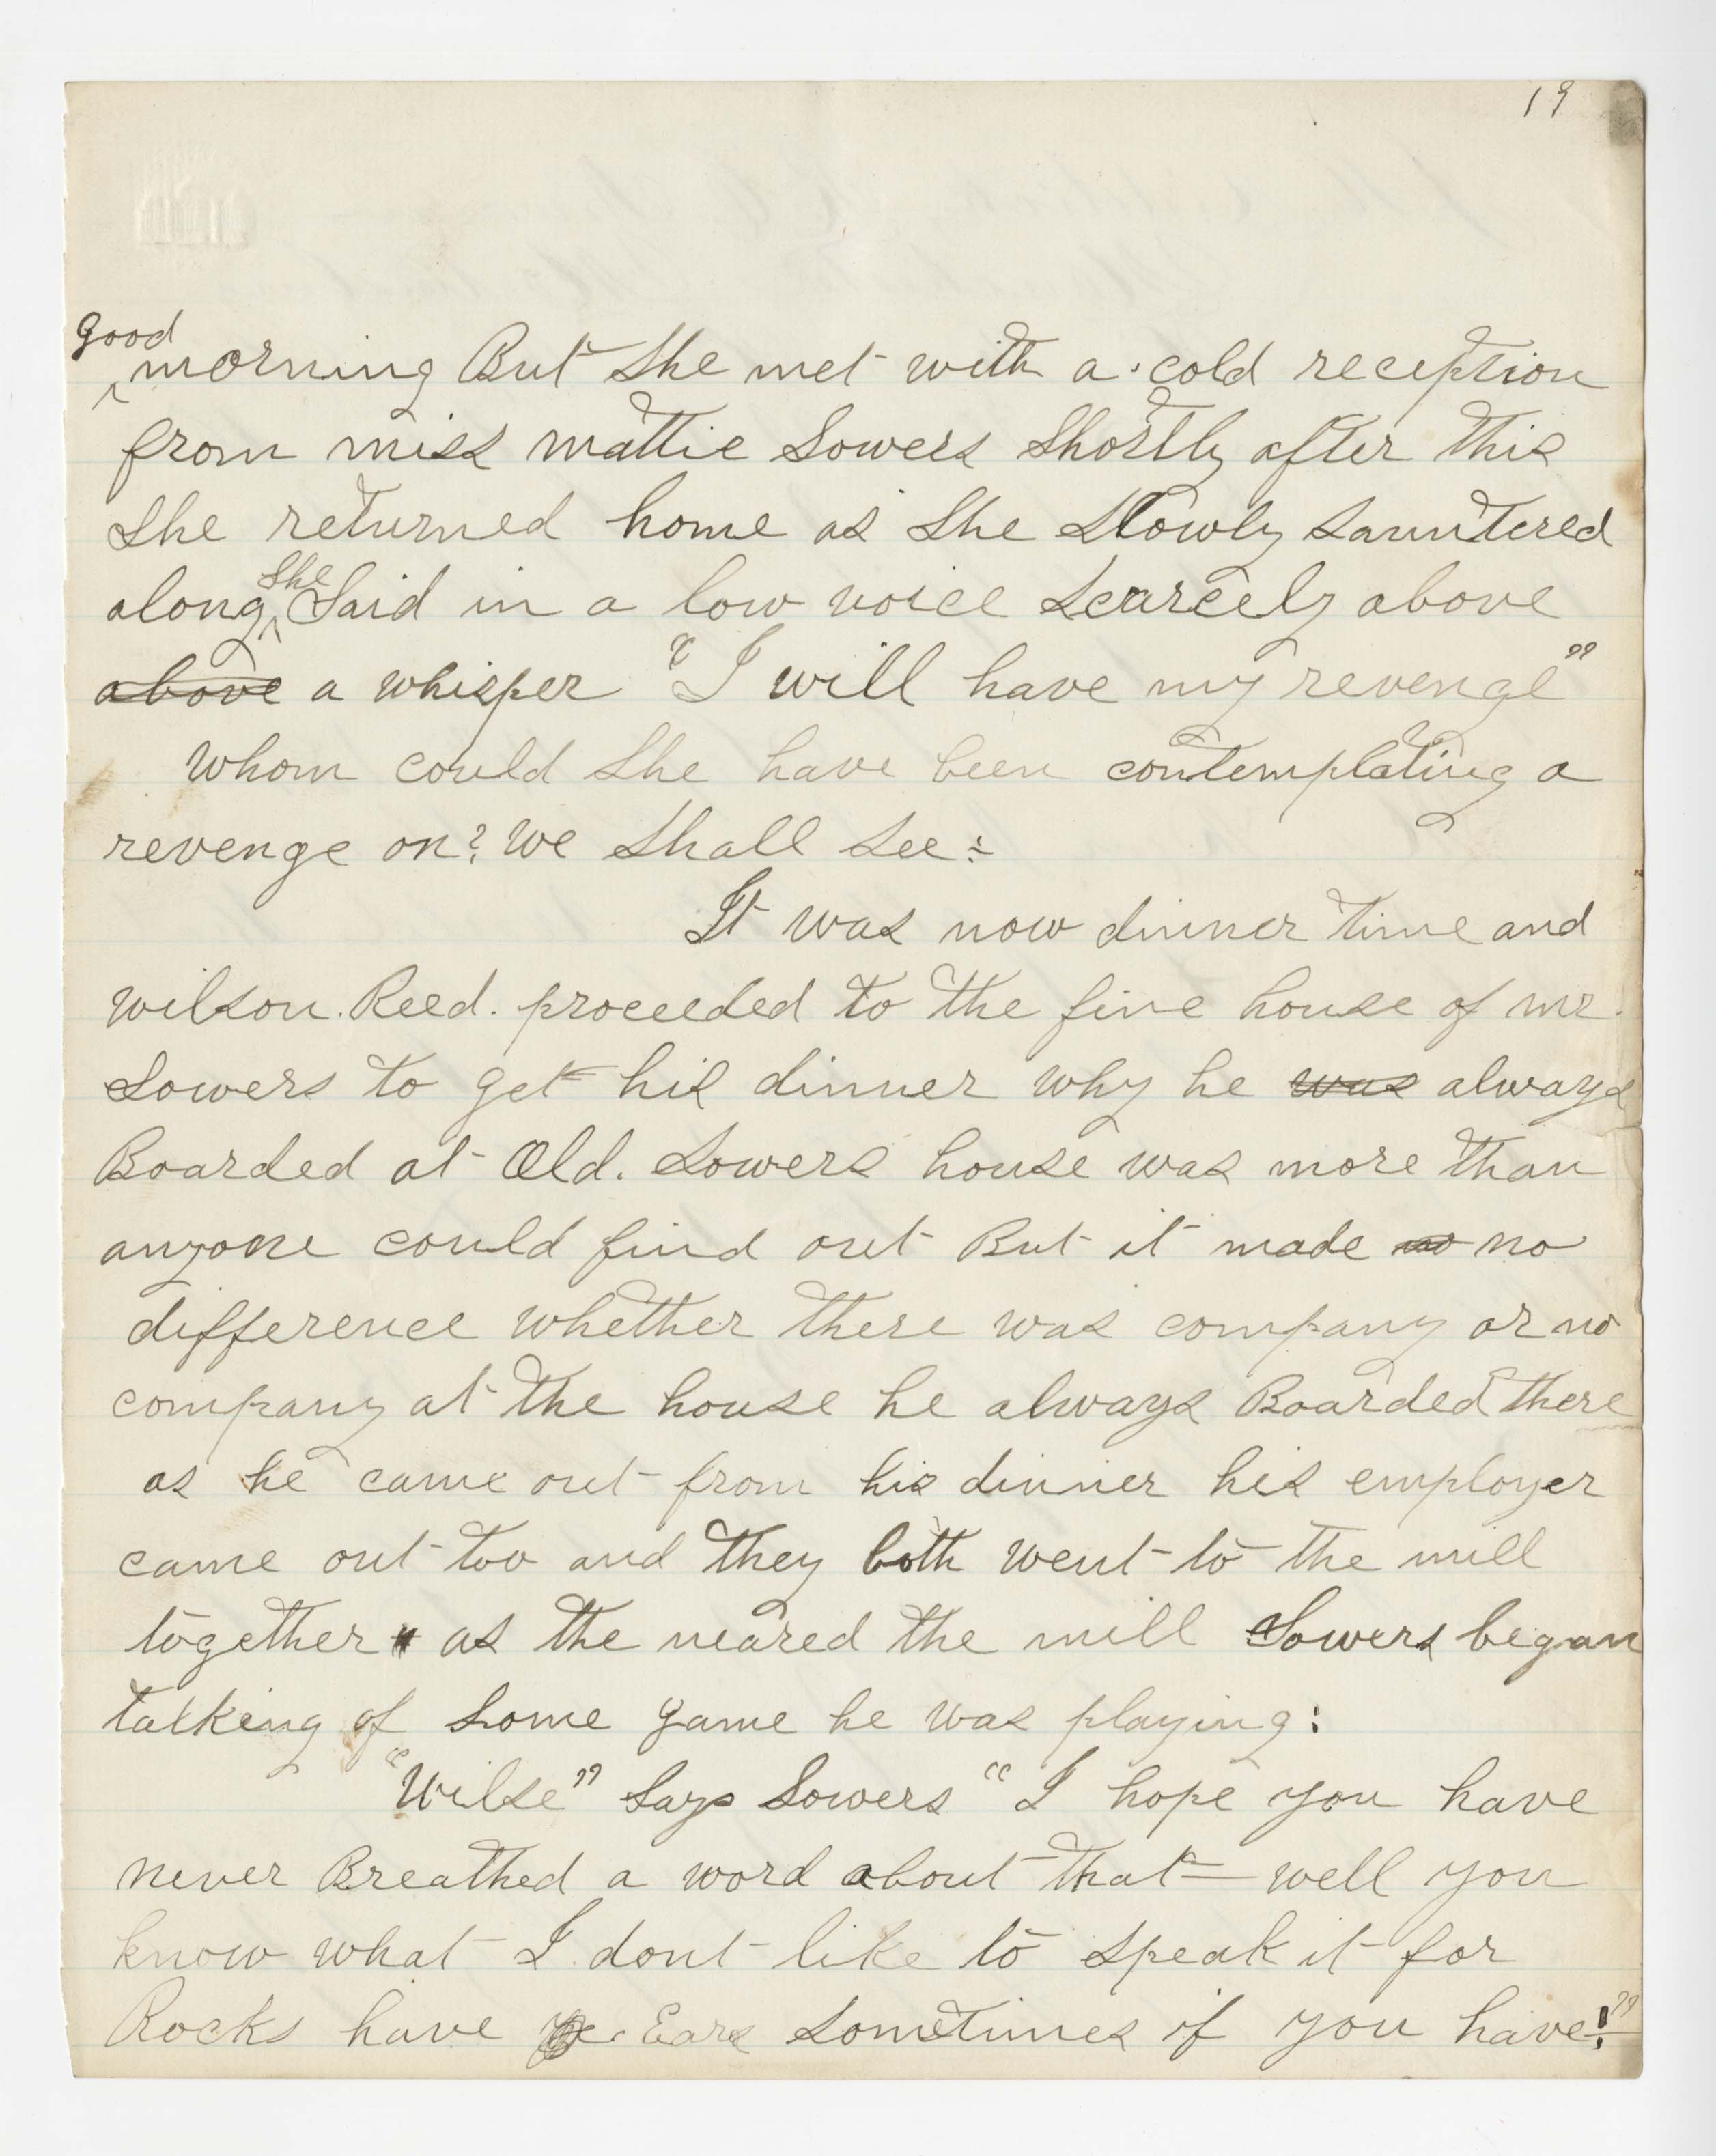 19
good
morning But She met with a cold reception
from miss mattie Sowers Shortly after this
She returned home as She Slowly Sauntered
along She Said in a low voice Scarcely above
above a whisper "I will have my revenge"
whom could She have been contemplating a
revenge on? we Shall See:
It was now dinner time and
wilson. Reed. proceeded to the fine house of mr.
Sowers to get his dinner why he was always
Boarded at Old. Sowers house was more than
anyone could find out But it made no no
difference whether there was company or no
company at the house he always Boarded there
as he came out from his dinner his employer
came out too and they both went to the mill
together as the neared the mill Sowers began
talking of Some game he was playing:
"Wilse" Says Sowers "I hope you have
never Breathed a word about that — well you
know what I dont like to Speak it for
Rocks have Ears Sometimes if you have!"